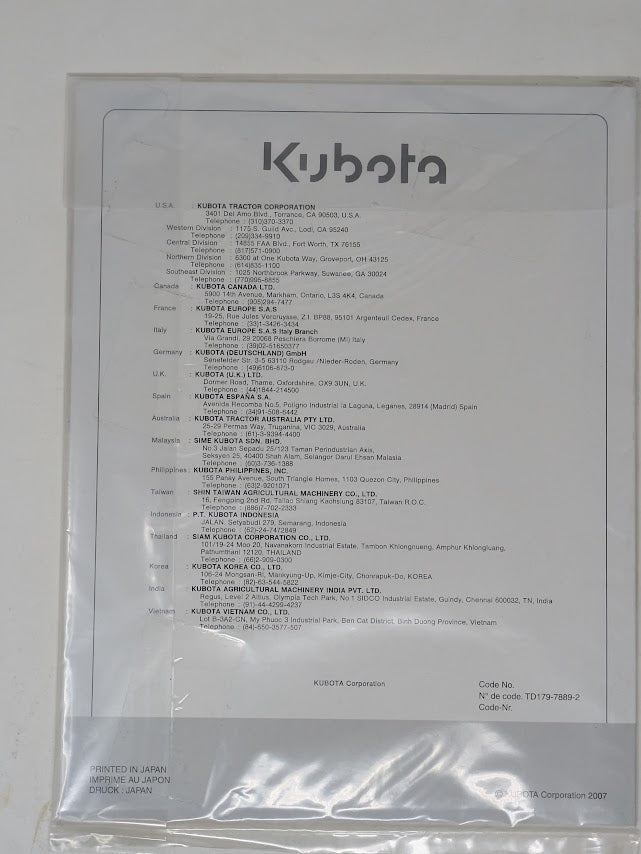 Kubota
U.S.A. : KUBOTA TRACTOR CORPORATION
3401 Del Amo Blvd., Torrance, CA 90503, U.S.A.
Telephone : (310)370-3370
Western Division : 1175 S. Guild Avo., Lodi, CA 95240
Telephone : (209)334-9910
Central Division : 14855 FAA Blvd., Fort Worth, TX 76155
Telephone : (817)571-0900
Northern Division : 6300 at One Kubota Way, Groveport, OH 43125
Telephone : (614)835-1100
Southeast Division : 1025 Northbrook Parkway, Suwanee, GA 30024
Telephone : (770)995-8855
Canada : KUBOTA CANADA LTD.
5900 14th Avenue, Markham, Ontario, L3S 4K4, Canada
Telephone : (905)294-7477
France : KUBOTA EUROPE S.A.S
19-25, Rue Jules Vercruysse, Z.I. BP88, 95101 Argenteuil Cedex, France
Telephone : (33)1-3426-3434
Italy : KUBOTA EUROPE S.A.S Italy Branch
Via Grandi, 29 20068 Peschiera Borromeo (MI) Italy
Telephone : (39)02-51650377
Germany : KUBOTA (DEUTSCHLAND) GmbH
Senefelder Str. 3-5 63110 Rodgau /Nieder-Roden, Germany
Telephone : (49)6106-873-0
U.K. : KUBOTA (U.K.) LTD.
Dormer Road, Thame, Oxfordshire, OX9 3UN, U.K.
Telephone : (44)1844-214500
Spain : KUBOTA ESPAÑA S.A.
Avenida Recomba No.5, Poligno Industrial la Laguna, Leganes, 28914 (Madrid) Spain
Telephone : (34)91-508-6442
Australia : KUBOTA TRACTOR AUSTRALIA PTY LTD.
25-29 Permas Way, Truganina, VIC 3029, Australia
Telephone : (61)-3-9394-4400
Malaysia : SIME KUBOTA SDN. BHD.
No.3 Jalan Sepadu 25/123 Taman Perindustrian Axis,
Seksyen 25, 40400 Shah Alam, Selangor Darul Ehsan Malasia
Telephone : (60)3-736-1388
Philippines : KUBOTA PHILIPPINES, INC.
155 Panay Avenue, South Triangle Homes, 1103 Quezon City, Philippines
Telephone : (63)2-9201071
Taiwan : SHIN TAIWAN AGRICULTURAL MACHINERY CO., LTD.
16, Fengping 2nd Rd, Taliao Shiang Kaohsiung 83107, Taiwan R.O.C.
Telephone : (886)7-702-2333
Indonesia : P.T. KUBOTA INDONESIA
JALAN. Setyabudi 279, Semarang, Indonesia
Telephone : (62)-24-7472849
Thailand : SIAM KUBOTA CORPORATION CO., LTD.
101/19-24 Moo 20, Navanakorn Industrial Estate, Tambon Khlongnueng, Amphur Khlongluang,
Pathumthani 12120, THAILAND
Telephone : (66)2-909-0300
Korea : KUBOTA KOREA CO., LTD.
106-24 Mongsan-Ri, Mankyung-Up, Kimje-City, Chonrapuk-Do, KOREA
Telephone : (82)-63-544-5822
India : KUBOTA AGRICULTURAL MACHINERY INDIA PVT. LTD.
Regus, Level 2 Altius, Olympia Tech Park, No 1 SIDCO Industrial Estate, Guindy, Chennai 600032, TN, India
Telephone : (91)-44-4299-4237
Vietnam : KUBOTA VIETNAM CO., LTD.
Lot B-3A2-CN, My Phuoc 3 Industrial Park, Ben Cat District, Binh Duong Province, Vietnam
Telephone : (84)-650-3577-507
KUBOTA Corporation
Code No.
N° de code. TD179-7889-2
Code-Nr.
PRINTED IN JAPAN
IMPRIME AU JAPON
DRUCK : JAPAN
© KUBOTA Corporation 2007